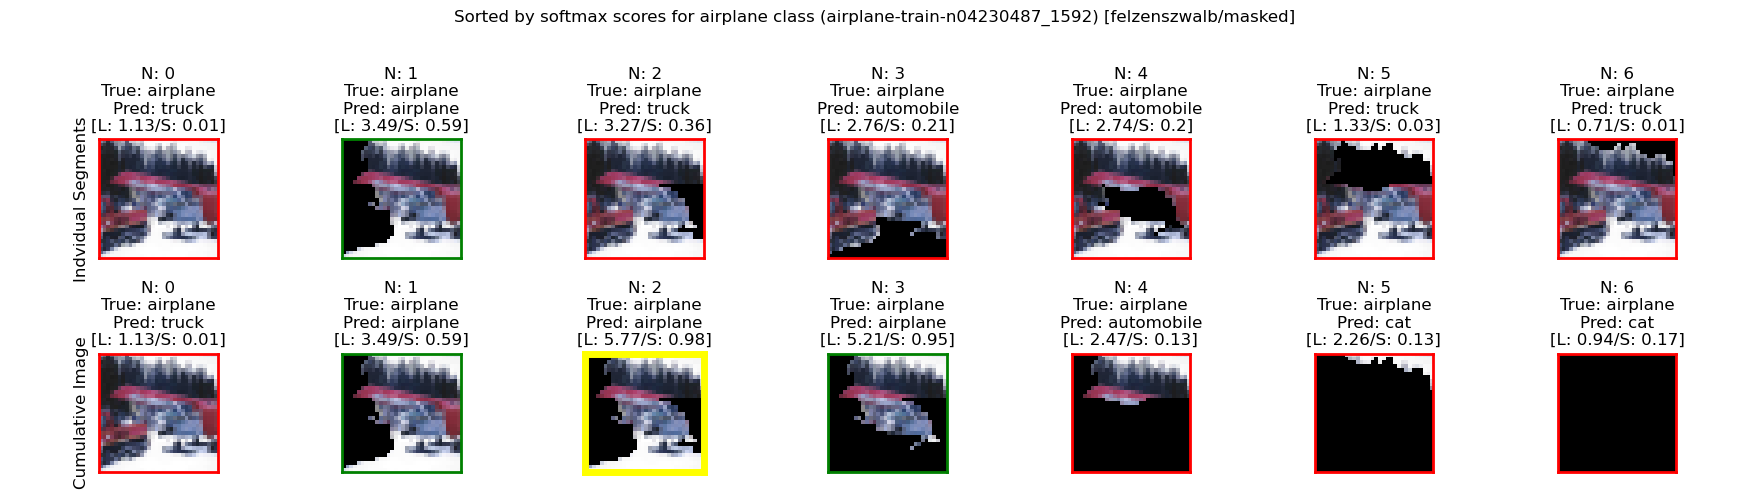 Sorted by softmax scores for airplane class (airplane-train-n04230487_1592) [felzenszwalb/masked]
Indvidual Segments
N: 0
True: airplane
Pred: truck
[L: 1.13/S: 0.01]
N: 1
True: airplane
Pred: airplane
[L: 3.49/S: 0.59]
N: 2
True: airplane
Pred: truck
[L: 3.27/S: 0.36]
N: 3
True: airplane
Pred: automobile
[L: 2.76/S: 0.21]
N: 4
True: airplane
Pred: automobile
[L: 2.74/S: 0.2]
N: 5
True: airplane
Pred: truck
[L: 1.33/S: 0.03]
N: 6
True: airplane
Pred: truck
[L: 0.71/S: 0.01]
Cumulative Image
N: 0
True: airplane
Pred: truck
[L: 1.13/S: 0.01]
N: 1
True: airplane
Pred: airplane
[L: 3.49/S: 0.59]
N: 2
True: airplane
Pred: airplane
[L: 5.77/S: 0.98]
N: 3
True: airplane
Pred: airplane
[L: 5.21/S: 0.95]
N: 4
True: airplane
Pred: automobile
[L: 2.47/S: 0.13]
N: 5
True: airplane
Pred: cat
[L: 2.26/S: 0.13]
N: 6
True: airplane
Pred: cat
[L: 0.94/S: 0.17]